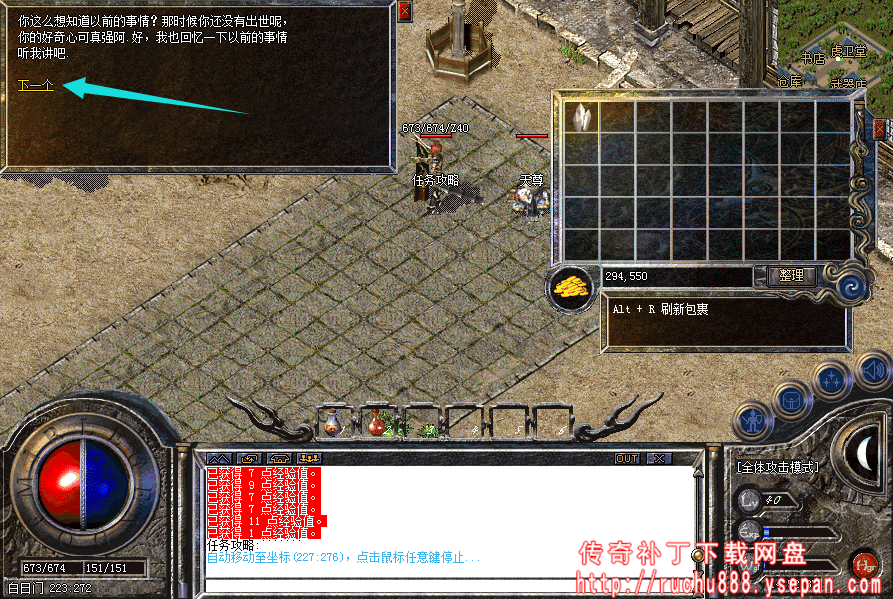 你这么想知道以前的事情？那时候你还没有出世呢，
你的好奇心可真强阿.好，我也回忆一下以前的事情
听我讲吧.
下一个
书店
虎卫堂
仓库
武器店
673/674/Z40
任务攻略
天尊
294,550
整理
Alt + R 刷新包裹
OUT
已获得 7 点经验值。
已获得 9 点经验值。
已获得 7 点经验值。
已获得 7 点经验值。
已获得 11 点经验值。
已获得 1 点经验值。
任务攻略:
自动移动至坐标(227:276)，点击鼠标任意键停止...
673/674
151/151
白日门 223:272
[全体攻击模式]
Lv
40
Exp
传奇补丁下载网盘
http://ruchu888.ysepan.com